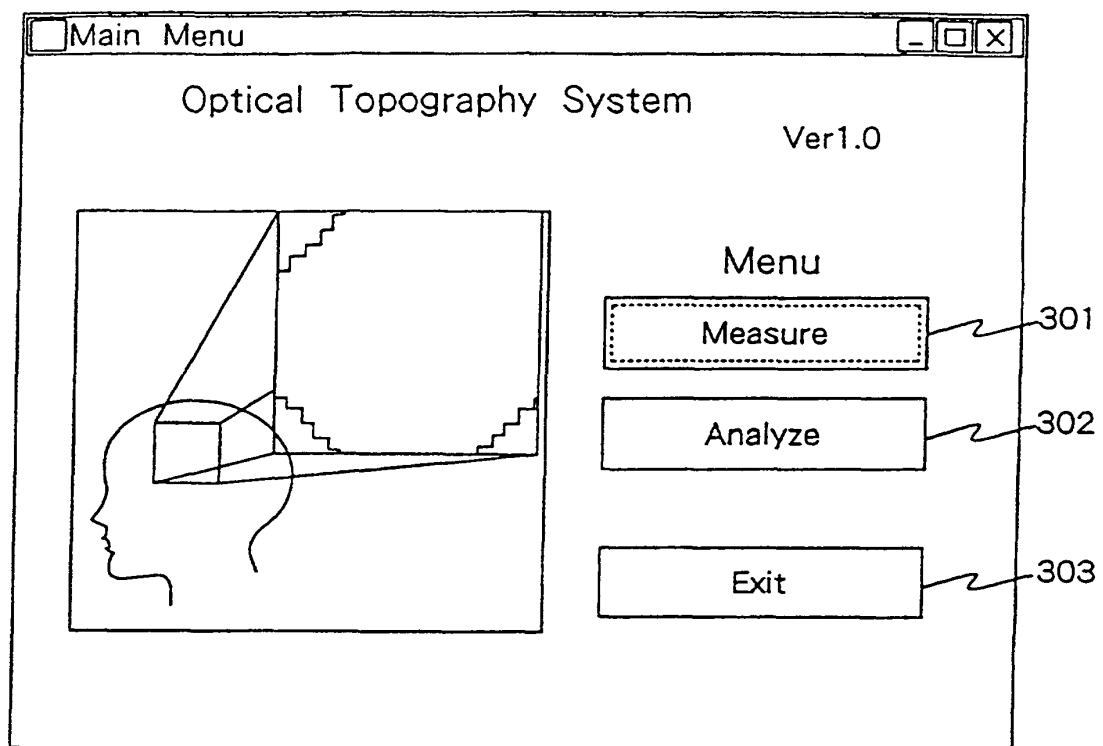 Main Menu
Optical Topography System
Ver1.0
Menu
Measure
301
Analyze
302
Exit
303